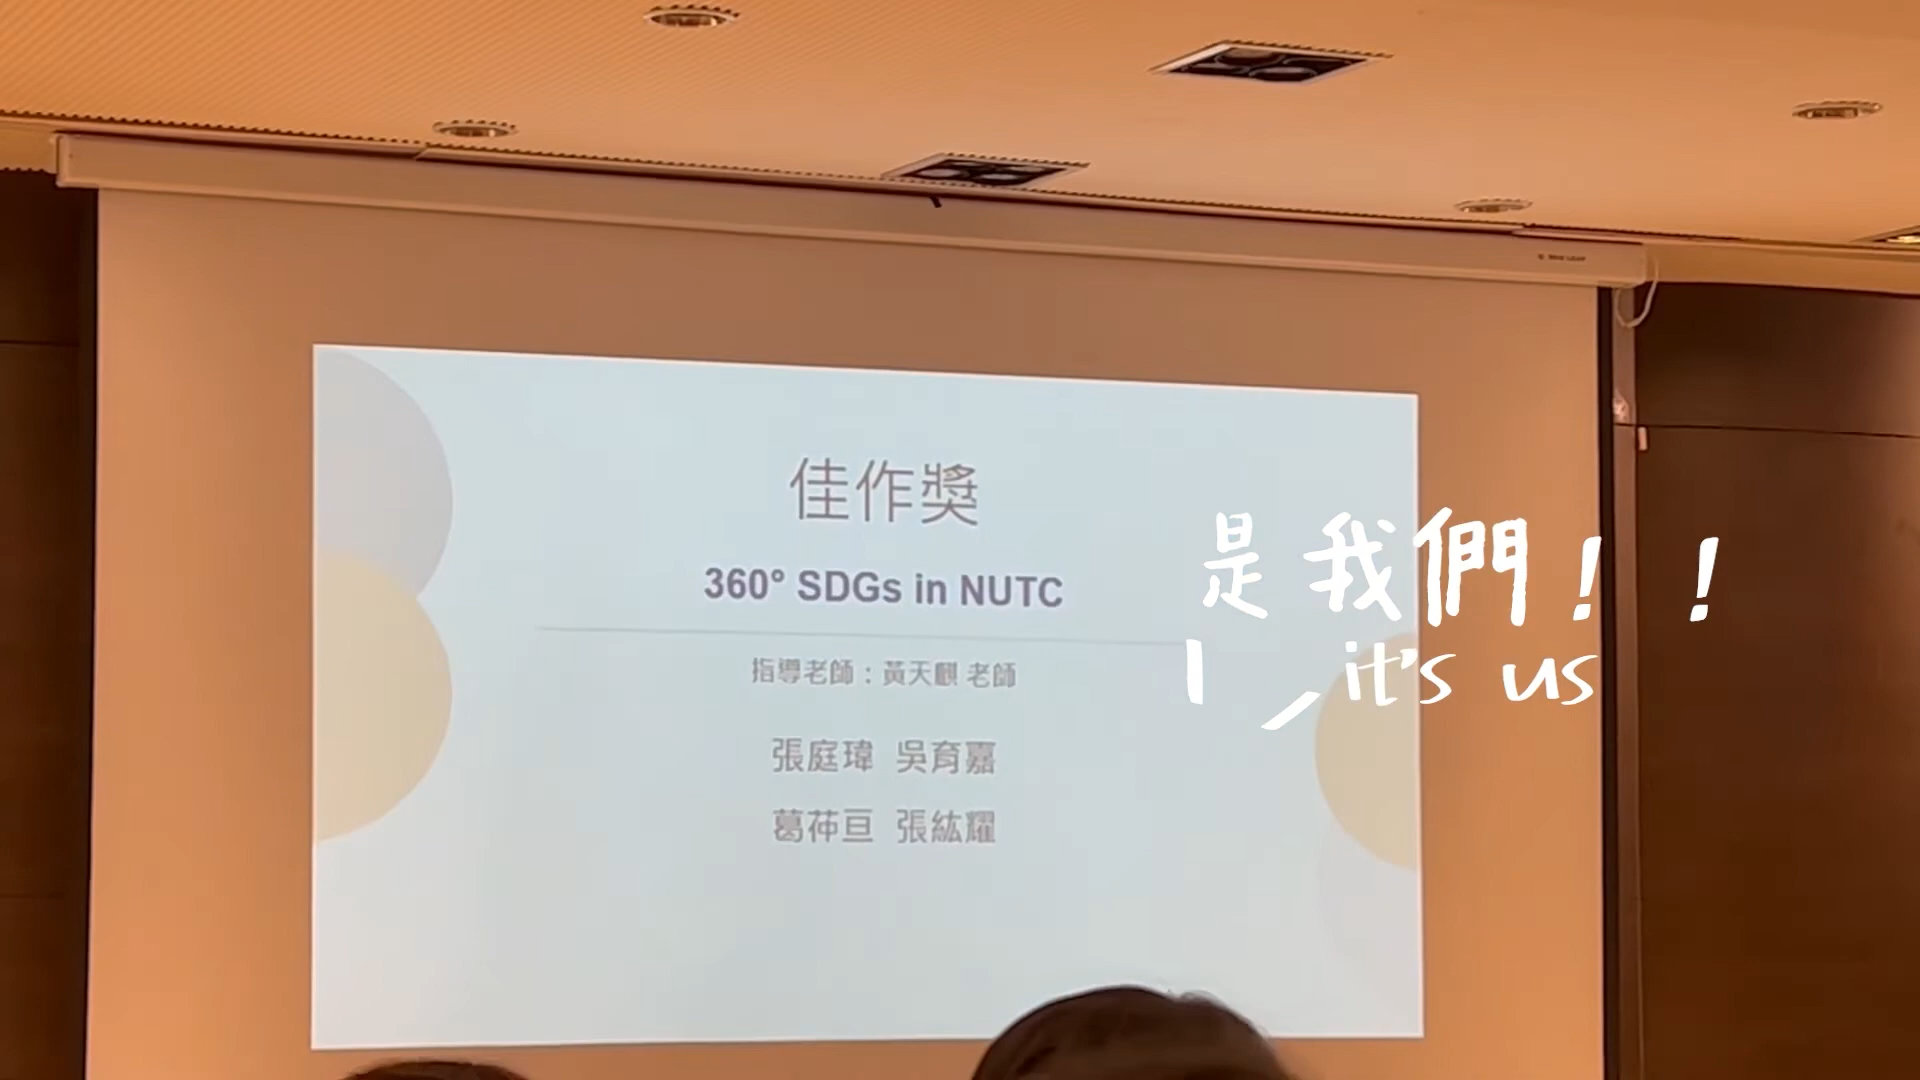 佳作獎
360° SDGs in NUTC
指導老師：黃天麒 老師
張庭瑋 吳育嘉
葛荋亘 張紘耀
是我們！！
it's us